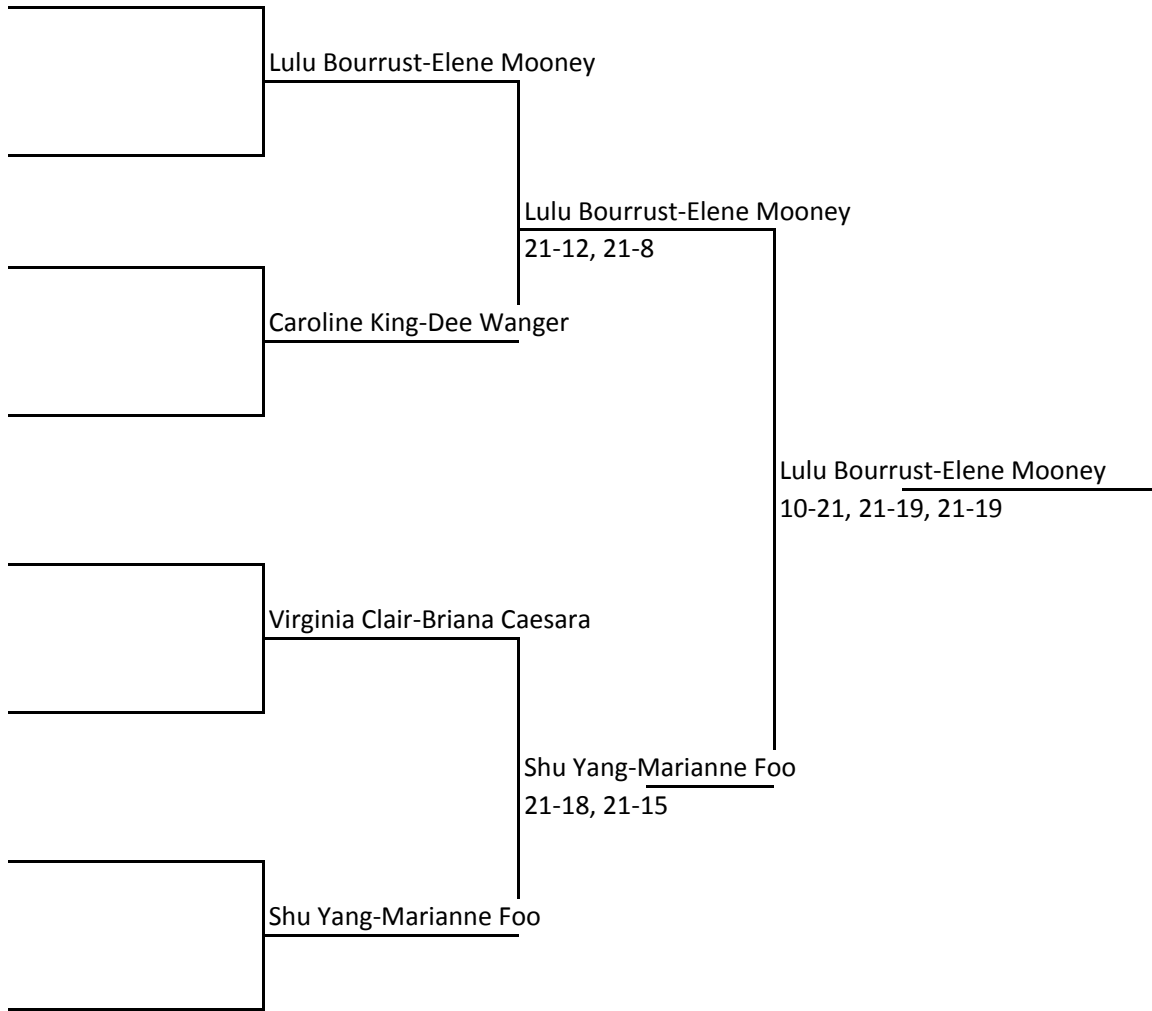 Lulu Bourrust-Elene Mooney
Lulu Bourrust-Elene Mooney
21-12, 21-8
Caroline King-Dee Wanger
Lulu Bourrust-Elene Mooney
10-21, 21-19, 21-19
Virginia Clair-Briana Caesara
Shu Yang-Marianne Foo
21-18, 21-15
Shu Yang-Marianne Foo